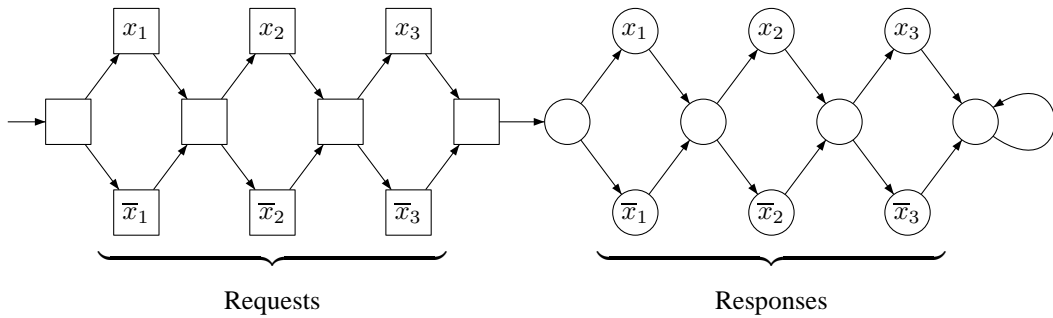 x₁ x₂ x₃ x₁ x₂ x₃
x̅₁ x̅₂ x̅₃ x̅₁ x̅₂ x̅₃
Requests Responses